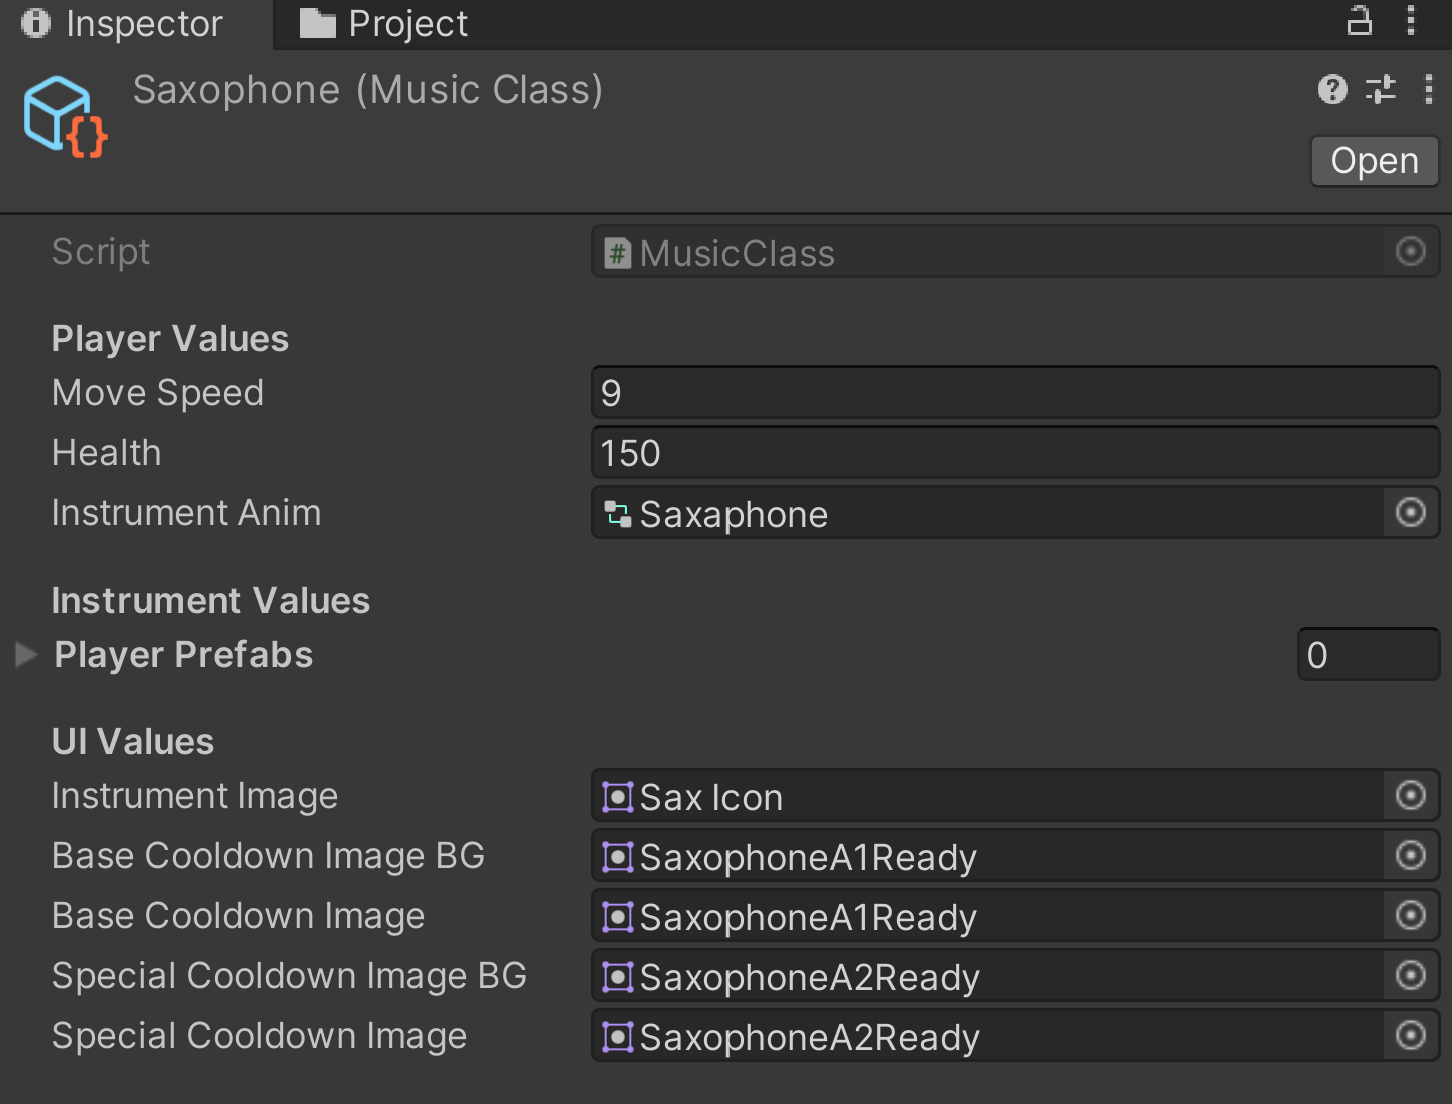 Inspector Project
Saxophone (Music Class)
Open
Script MusicClass
Player Values
Move Speed 9
Health 150
Instrument Anim Saxaphone
Instrument Values
Player Prefabs 0
UI Values
Instrument Image Sax Icon
Base Cooldown Image BG SaxophoneA1Ready
Base Cooldown Image SaxophoneA1Ready
Special Cooldown Image BG SaxophoneA2Ready
Special Cooldown Image SaxophoneA2Ready